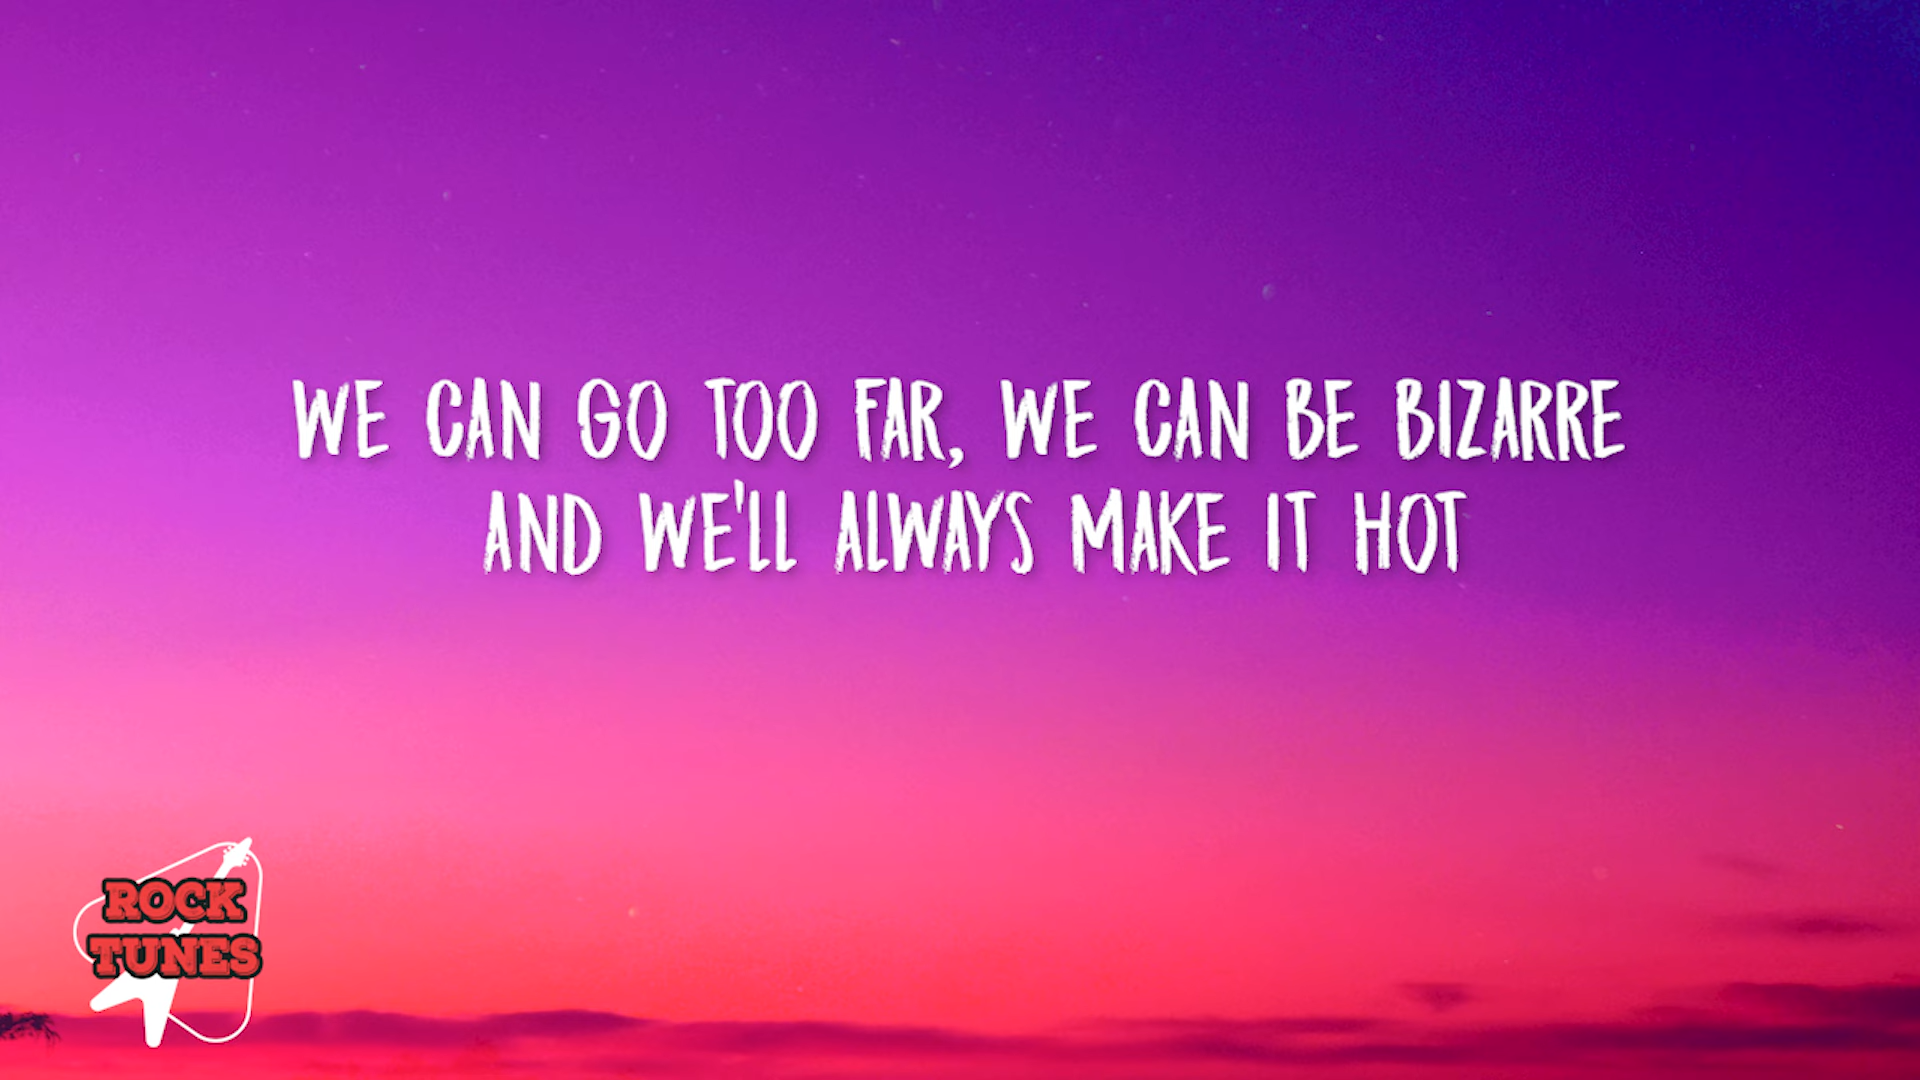 WE CAN GO TOO FAR, WE CAN BE BIZARRE
AND WE'LL ALWAYS MAKE IT HOT
ROCK
TUNES